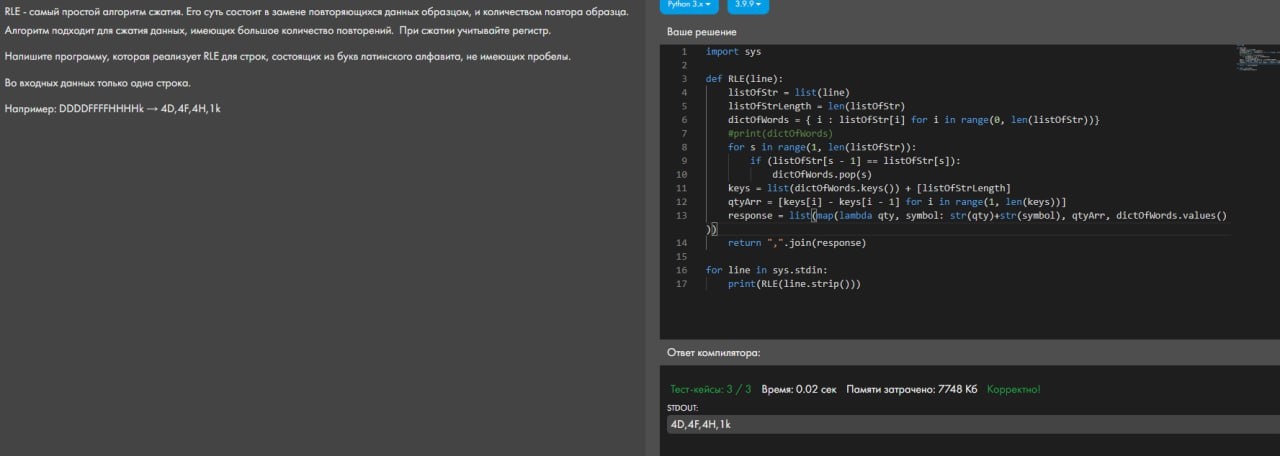 RLE - самый простой алгоритм сжатия. Его суть состоит в замене повторяющихся данных образцом, и количеством повтора образца.
Алгоритм подходит для сжатия данных, имеющих большое количество повторений. При сжатии учитывайте регистр.
Напишите программу, которая реализует RLE для строк, состоящих из букв латинского алфавита, не имеющих пробелы.
Во входных данных только одна строка.
Например: DDDDFFFFHHHHk → 4D,4F,4H,1k
Python 3.x 3.9.9
Ваше решение
1 import sys
2
3 def RLE(line):
4 listOfStr = list(line)
5 listOfStrLength = len(listOfStr)
6 dictOfWords = { i : listOfStr[i] for i in range(0, len(listOfStr))}
7 #print(dictOfWords)
8 for s in range(1, len(listOfStr)):
9 if (listOfStr[s - 1] == listOfStr[s]):
10 dictOfWords.pop(s)
11 keys = list(dictOfWords.keys()) + [listOfStrLength]
12 qtyArr = [keys[i] - keys[i - 1] for i in range(1, len(keys))]
13 response = list(map(lambda qty, symbol: str(qty)+str(symbol), qtyArr, dictOfWords.values()
))
14 return ",".join(response)
15
16 for line in sys.stdin:
17 print(RLE(line.strip()))
Ответ компилятора:
Тест-кейсы: 3 / 3 Время: 0.02 сек Памяти затрачено: 7748 Кб Корректно!
STDOUT:
4D,4F,4H,1k